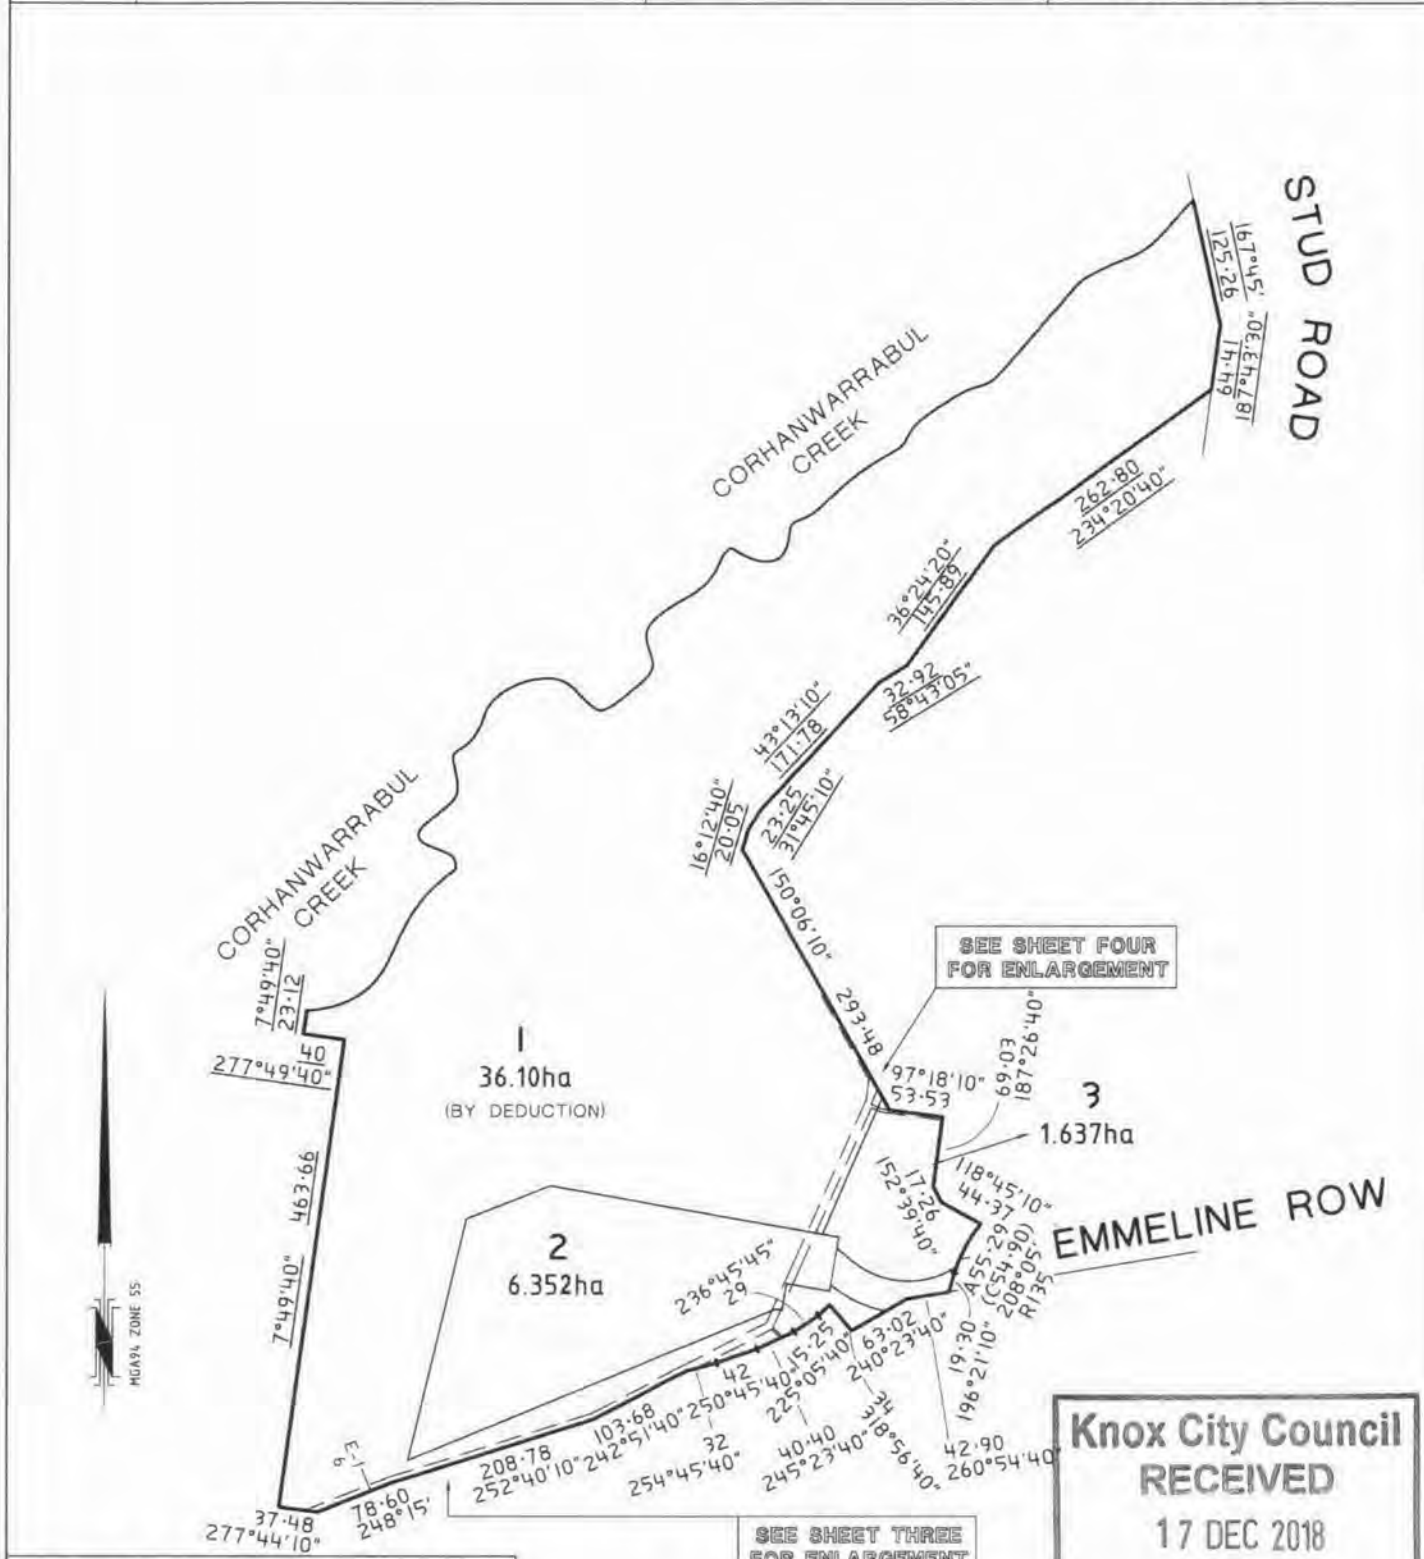 STUD ROAD
167°45'
125·26
187°43'30"
64·41
CORHANWARRABUL
CREEK
262·80
234°20'40"
36°24'20"
145·89
32·92
58°43'05"
43°13'10"
171·78
23·25
31°45'10"
16°12'40"
20·05
CORHANWARRABUL
CREEK
150°06'10"
293·48
SEE SHEET FOUR
FOR ENLARGEMENT
7°49'40"
23·12
40
277°49'40"
1
36.10ha
(BY DEDUCTION)
97°18'10"
53·53
69·03
187°26'40"
3
1.637ha
463·66
7°49'40"
17·26
152°39'40"
118°45'10"
44·37
EMMELINE ROW
A55·29
(C54·90)
208°05'
R135
2
6.352ha
236°45'45"
29
MGA94 ZONE 55
15·25
225°05'40"
63·02
240°23'40"
19·30
196°21'10"
42
250°45'40"
103·68
242°51'40"
32
254°45'40"
40·40
245°23'40"
34
318°56'40"
42·90
260°54'40"
E-1
6
208·78
252°40'10"
78·60
248°15'
37·48
277°44'10"
SEE SHEET THREE
FOR ENLARGEMENT
Knox City Council
RECEIVED
17 DEC 2018